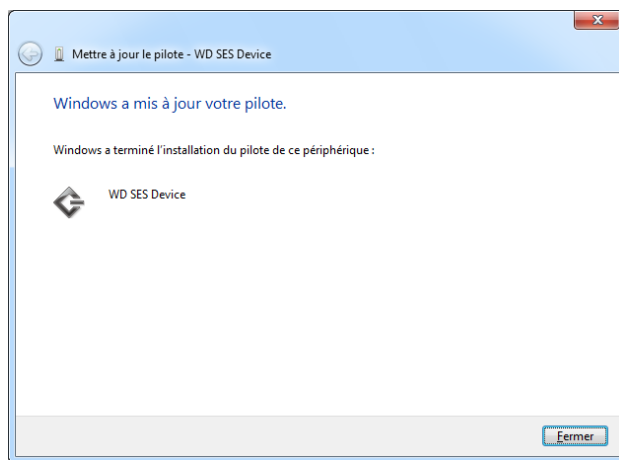 Mettre à jour le pilote - WD SES Device
Windows a mis à jour votre pilote.
Windows a terminé l'installation du pilote de ce périphérique :
WD SES Device
Fermer